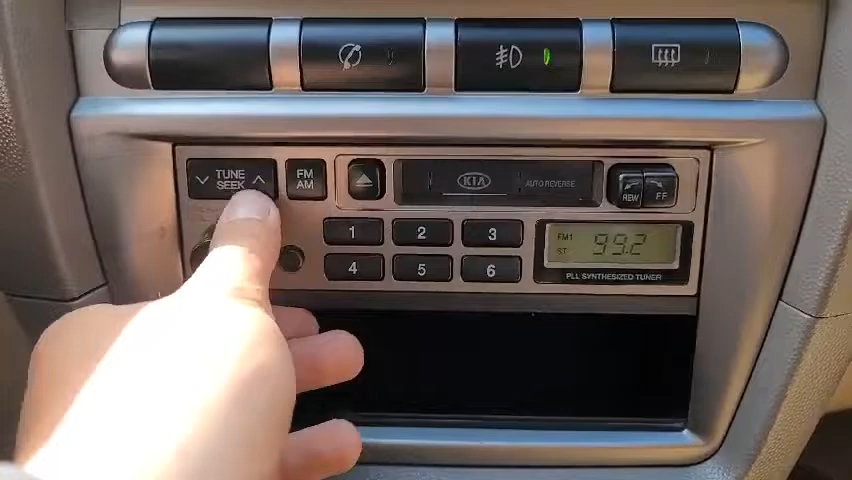 TUNE
SEEK
FM
AM
KIA
AUTO REVERSE
REW
FF
1
2
3
4
5
6
FM1
ST
99.2
PLL SYNTHESIZED TUNER